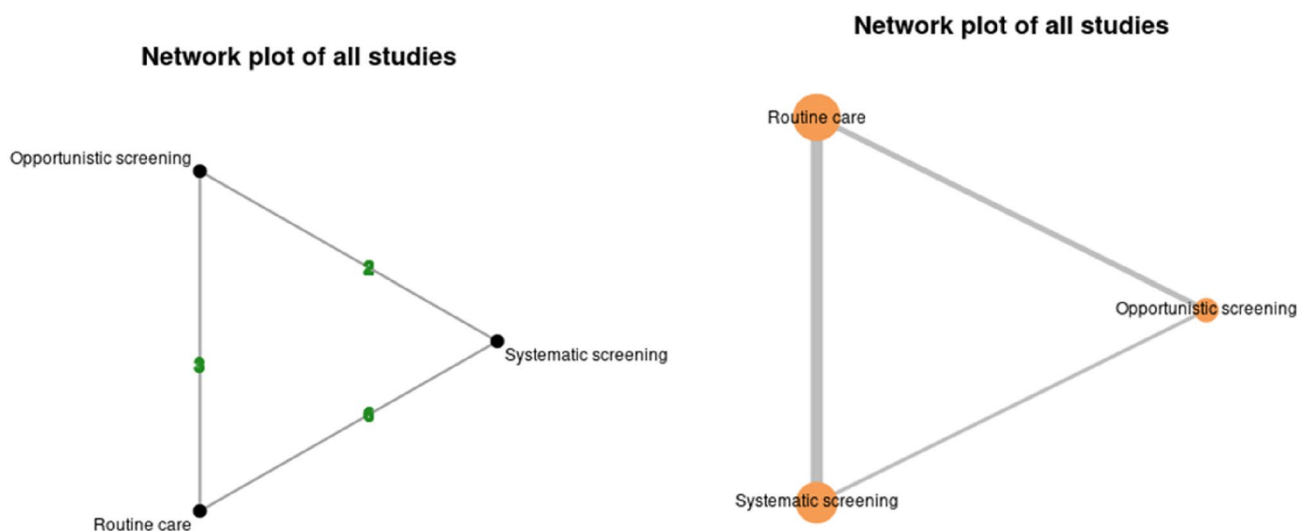 Network plot of all studies
Opportunistic screening
2
Systematic screening
3
6
Routine care
Network plot of all studies
Routine care
Opportunistic screening
Systematic screening